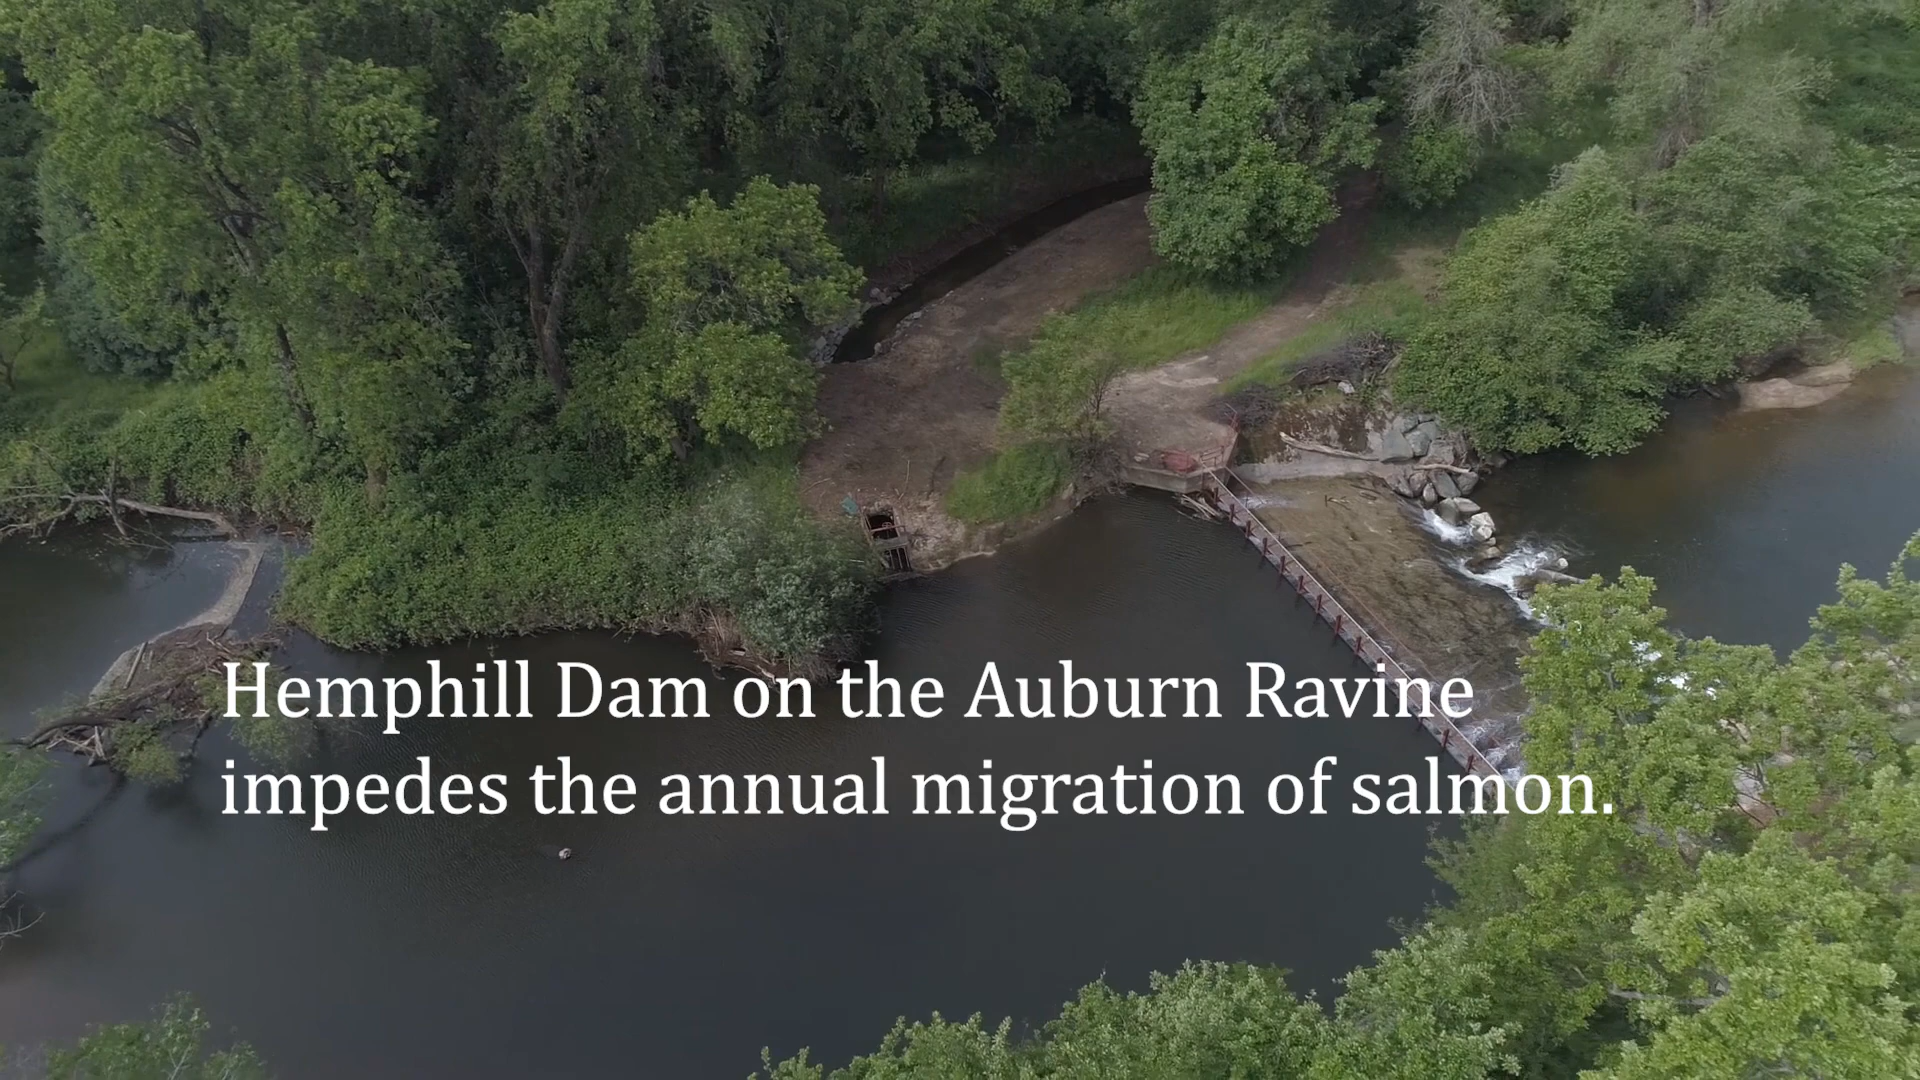 Hemphill Dam on the Auburn Ravine
impedes the annual migration of salmon.